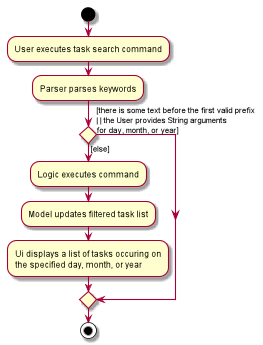 User executes task search command
Parser parses keywords
[there is some text before the first valid prefix
|| the User provides String arguments
for day, month, or year]
[else]
Logic executes command
Model updates filtered task list
Ui displays a list of tasks occuring on
the specified day, month, or year